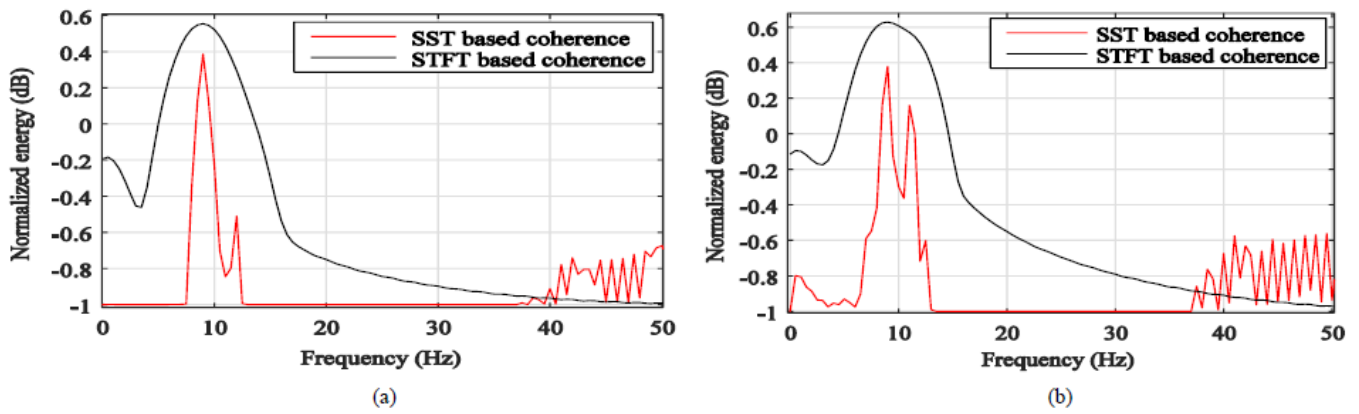 0.6
0.4
0.2
0
-0.2
-0.4
-0.6
-0.8
-1
Normalized energy (dB)
SST based coherence
STFT based coherence
0 10 20 30 40 50
Frequency (Hz)
(a)
0.6
0.4
0.2
0
-0.2
-0.4
-0.6
-0.8
-1
Normalized energy (dB)
SST based coherence
STFT based coherence
0 10 20 30 40 50
Frequency (Hz)
(b)